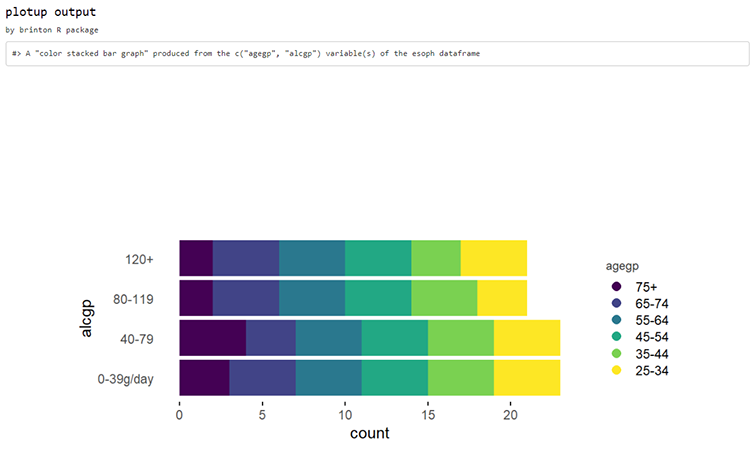 plotup output
by brinton R package
#> A "color stacked bar graph" produced from the c("agegp", "alcgp") variable(s) of the esoph dataframe
alcgp
120+
80-119
40-79
0-39g/day
0 5 10 15 20
count
agegp
75+
65-74
55-64
45-54
35-44
25-34